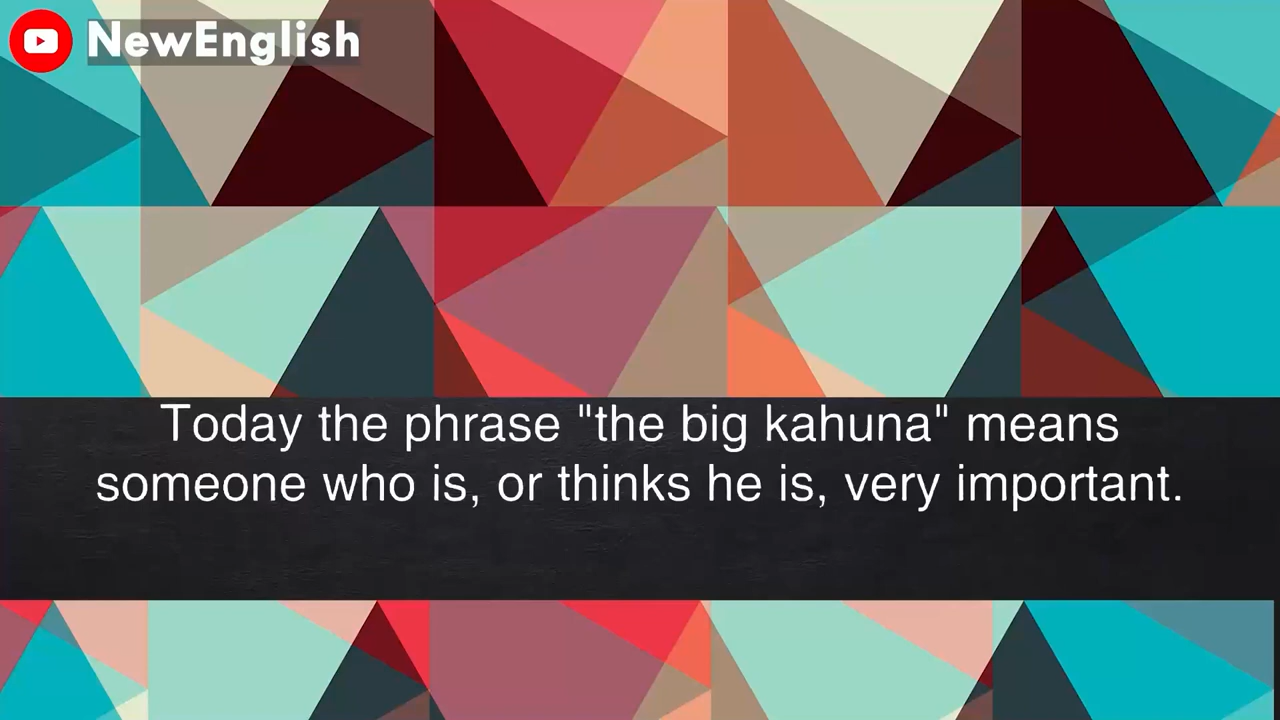 NewEnglish
Today the phrase "the big kahuna" means
someone who is, or thinks he is, very important.